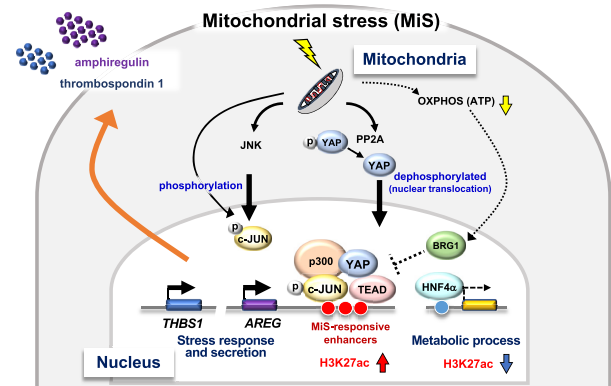 Mitochondrial stress (MiS)
amphiregulin
thrombospondin 1
Mitochondria
OXPHOS (ATP)
JNK
P
YAP
PP2A
YAP
phosphorylation
dephosphorylated
(nuclear translocation)
P
c-JUN
p300
YAP
BRG1
P
c-JUN
TEAD
HNF4α
THBS1
AREG
MiS-responsive
enhancers
Stress response
and secretion
Metabolic process
Nucleus
H3K27ac
H3K27ac